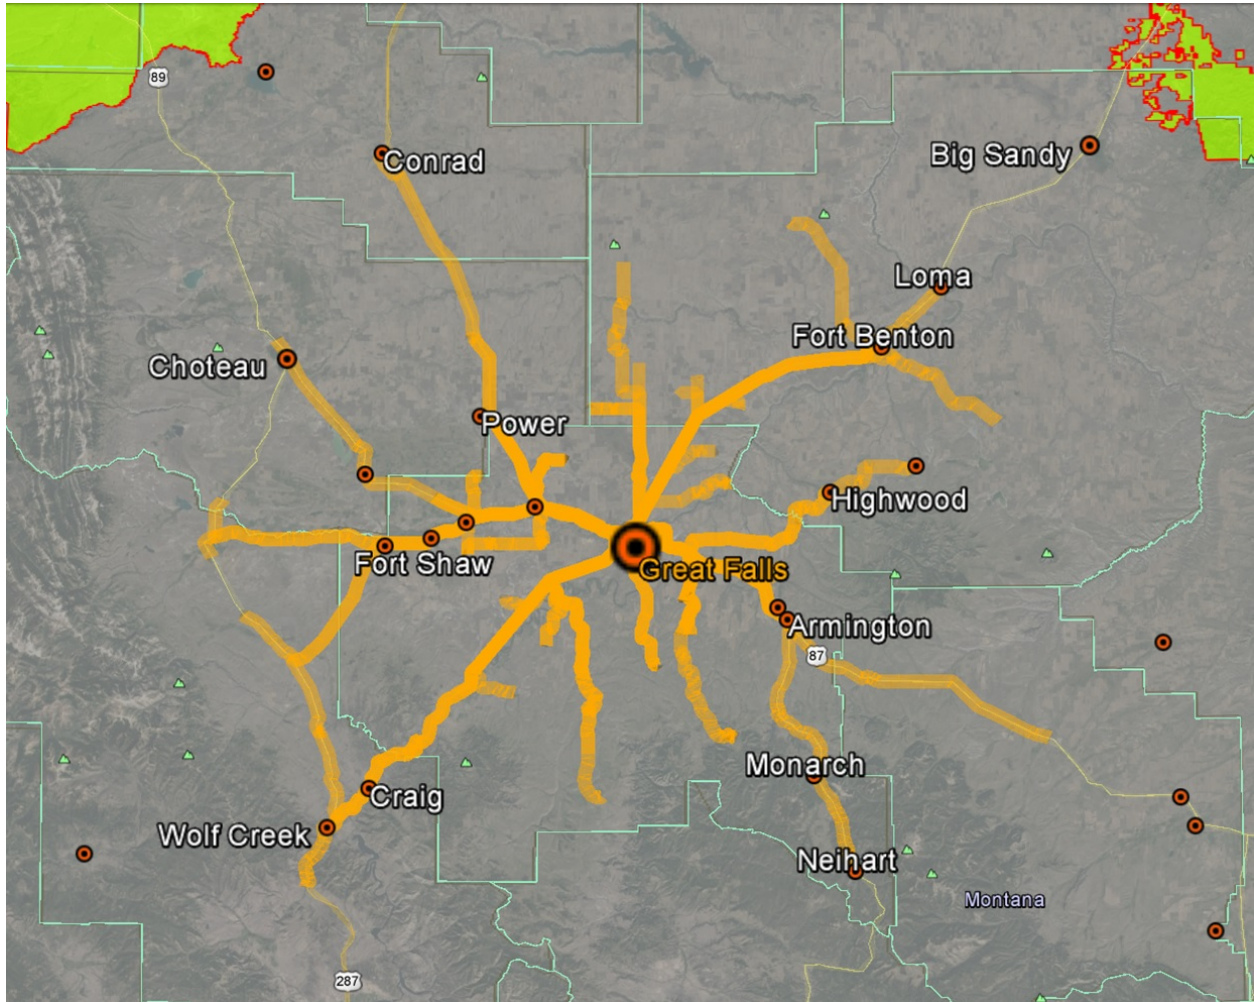 89
Conrad
Big Sandy
Loma
Fort Benton
Choteau
Power
Highwood
Fort Shaw
Great Falls
Armington
87
Monarch
Craig
Wolf Creek
Neihart
Montana
287